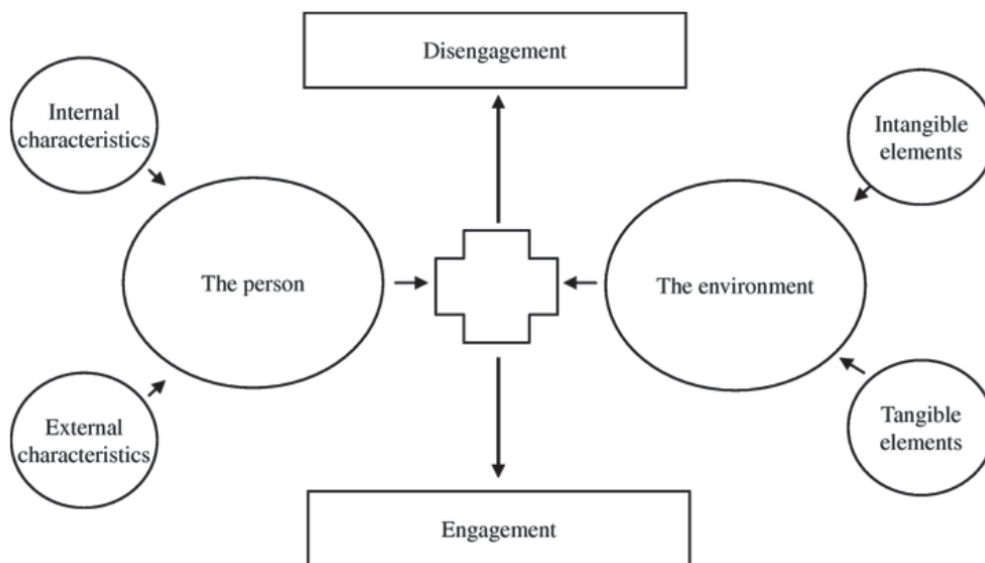 Disengagement
Internal
characteristics
Intangible
elements
The person
The environment
External
characteristics
Tangible
elements
Engagement